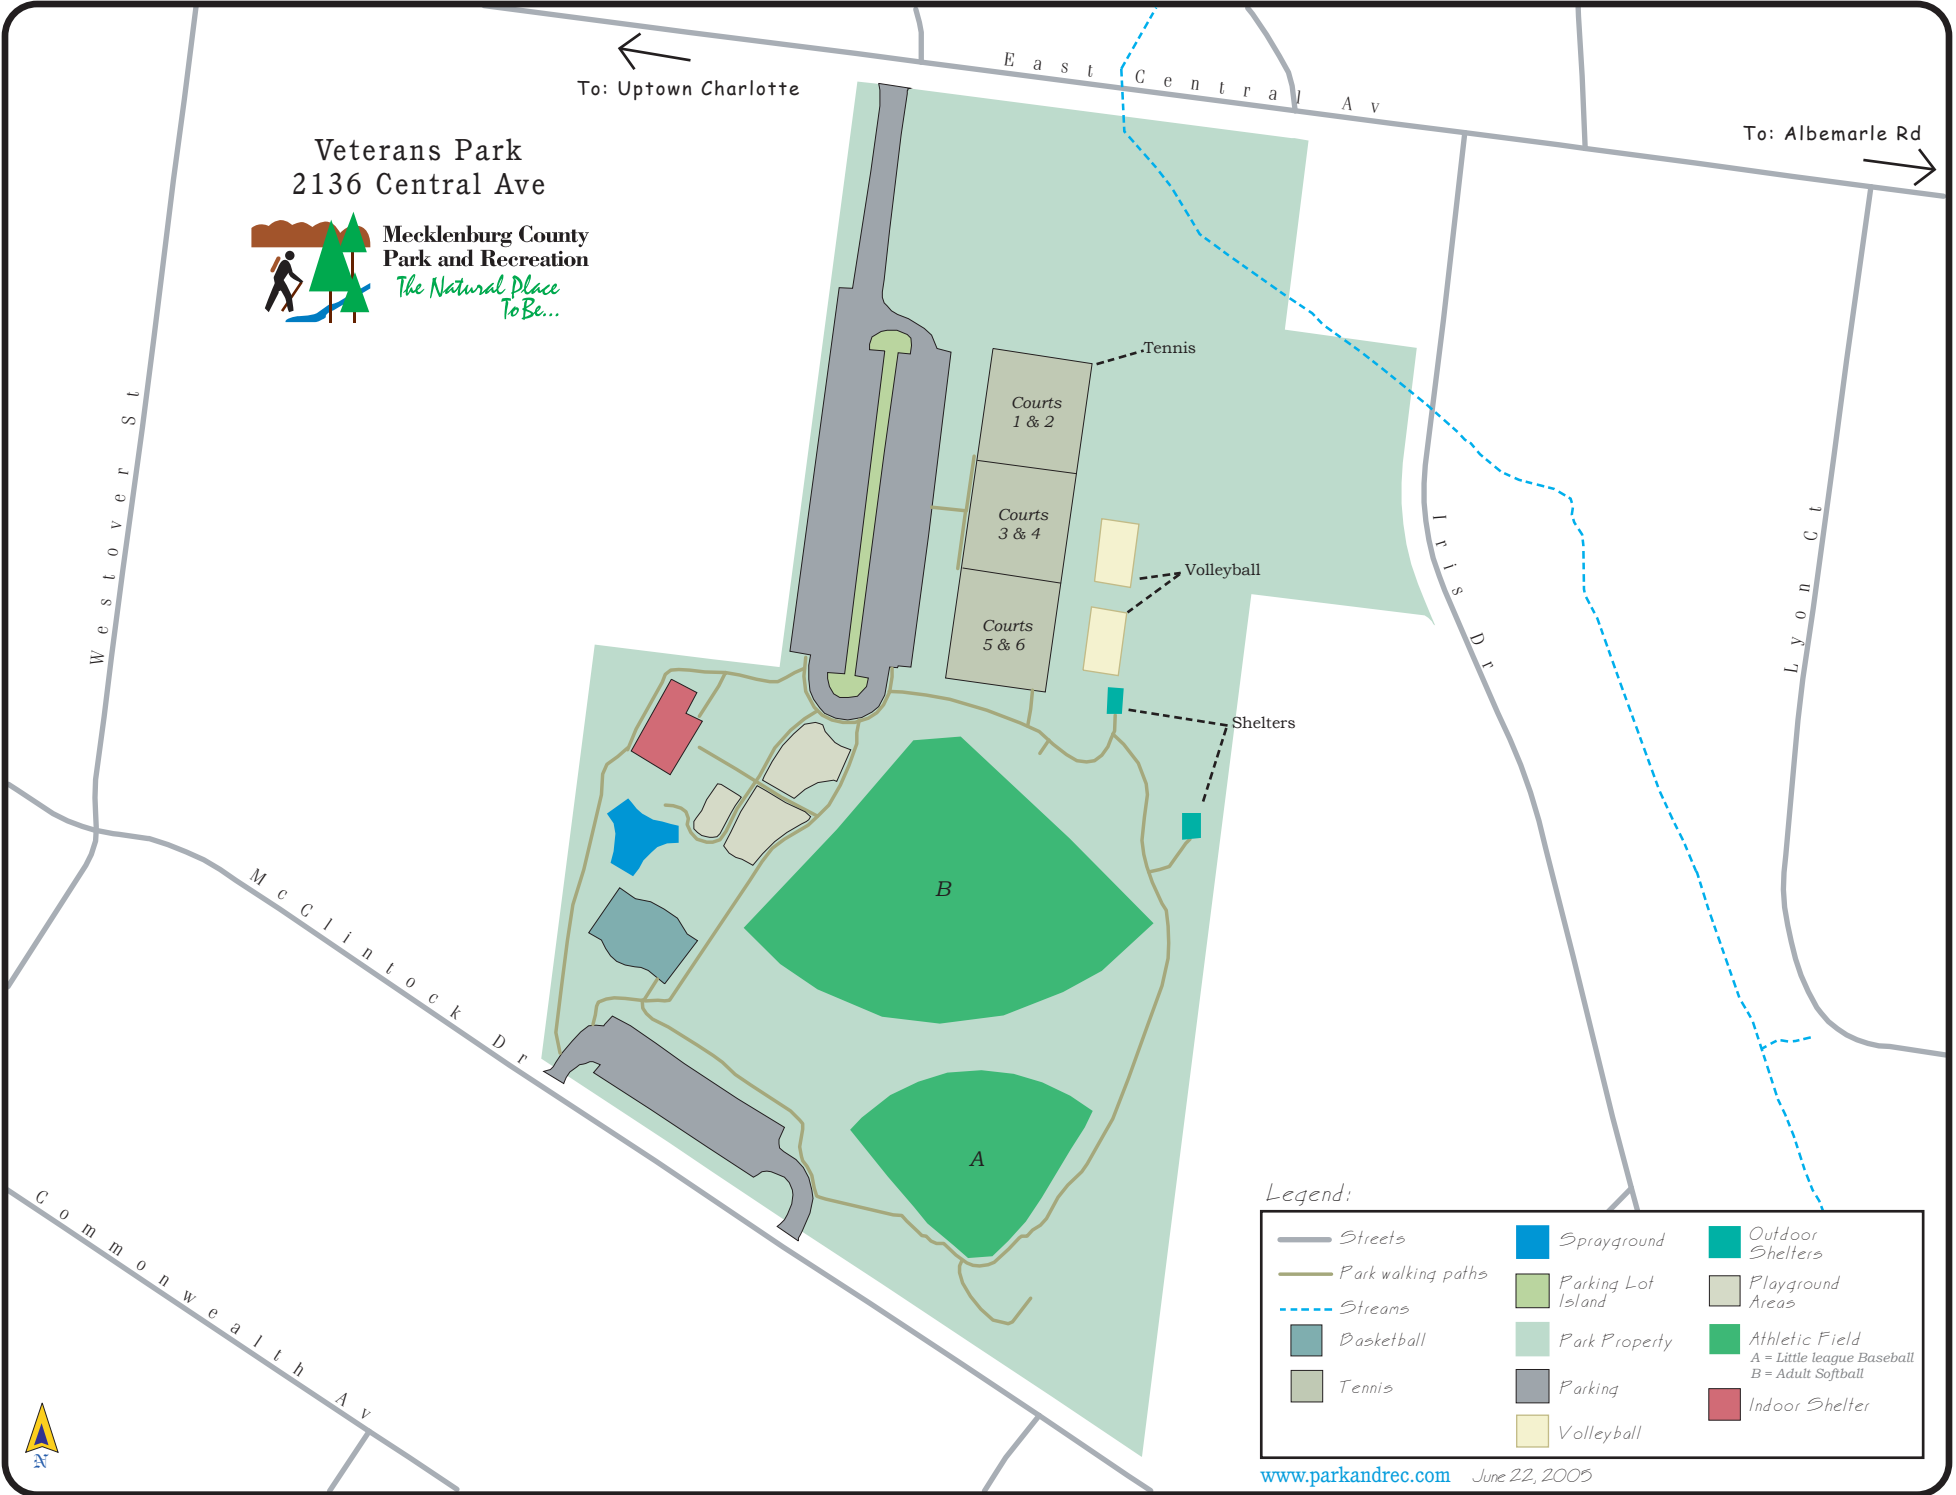 East Central Av
To: Uptown Charlotte
To: Albemarle Rd
Veterans Park
2136 Central Ave
Mecklenburg County
Park and Recreation
The Natural Place
To Be...
Westover St
Tennis
Courts
1 & 2
Courts
3 & 4
Courts
5 & 6
Volleyball
Shelters
Iris Dr
Lyon Ct
McClintock Dr
B
A
Commonwealth Av
N
Legend:
Streets
Park walking paths
Streams
Basketball
Tennis
Sprayground
Parking Lot
Island
Park Property
Parking
Volleyball
Outdoor
Shelters
Playground
Areas
Athletic Field
A = Little league Baseball
B = Adult Softball
Indoor Shelter
www.parkandrec.com June 22, 2005